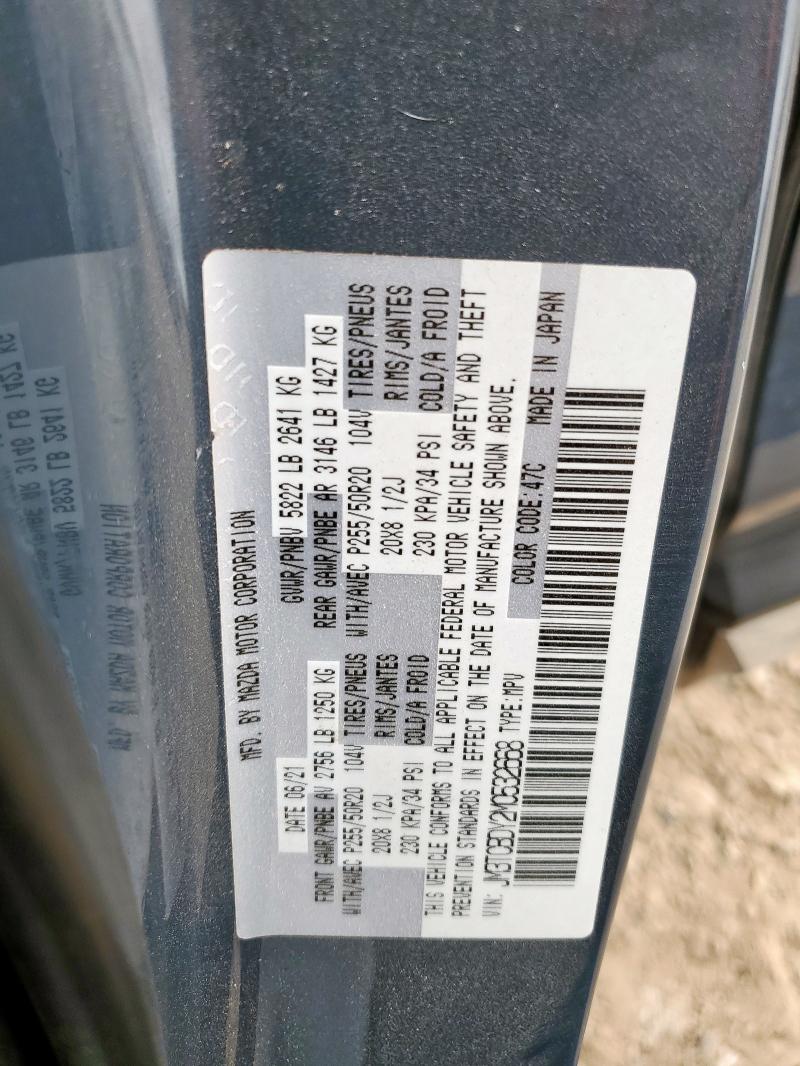 MFD. BY MAZDA MOTOR CORPORATION
DATE 06/21 GVWR/PNBV 5822 LB 2641 KG
FRONT GAWR/PNBE AV 2756 LB 1250 KG REAR GAWR/PNBE AR 3146 LB 1427 KG
WITH/AVEC P255/50R20 104V TIRES/PNEUS WITH/AVEC P255/50R20 104V TIRES/PNEUS
20X8 1/2J RIMS/JANTES 20X8 1/2J RIMS/JANTES
230 KPA/34 PSI COLD/A FROID 230 KPA/34 PSI COLD/A FROID
THIS VEHICLE CONFORMS TO ALL APPLICABLE FEDERAL MOTOR VEHICLE SAFETY AND THEFT
PREVENTION STANDARDS IN EFFECT ON THE DATE OF MANUFACTURE SHOWN ABOVE.
VIN: JM3TCBDY2M0532668 TYPE:MPV COLOR CODE:47C MADE IN JAPAN